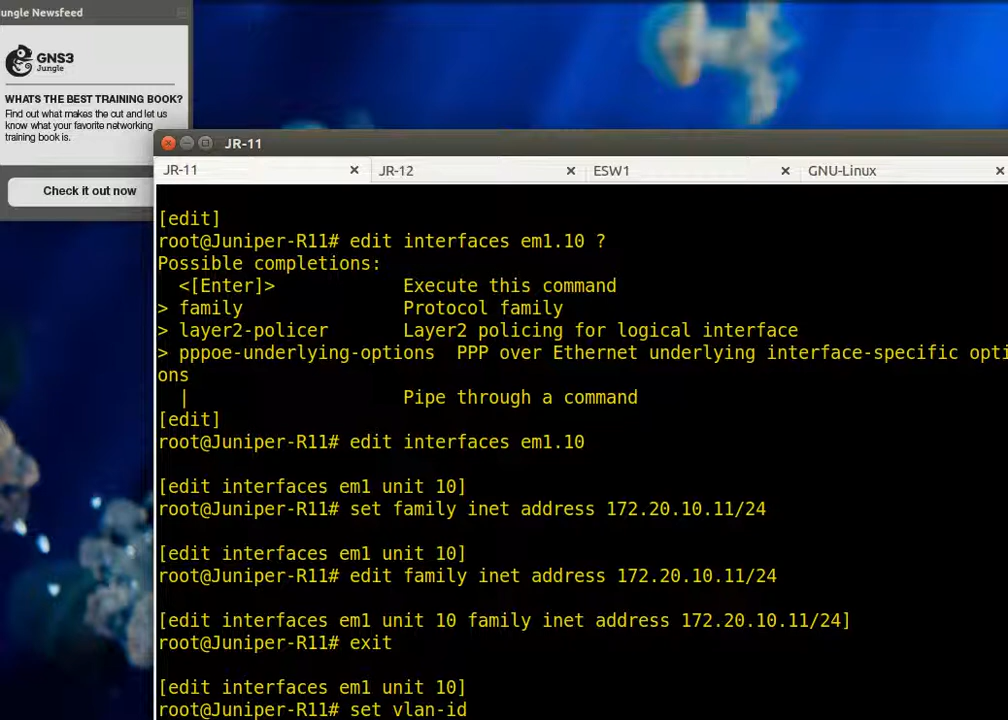 ungle Newsfeed
GNS3
Jungle
WHATS THE BEST TRAINING BOOK?
Find out what makes the cut and let us
know what your favorite networking
training book is.
Check it out now
JR-11
JR-11 JR-12 ESW1 GNU-Linux
[edit]
root@Juniper-R11# edit interfaces em1.10 ?
Possible completions:
<[Enter]> Execute this command
> family Protocol family
> layer2-policer Layer2 policing for logical interface
> pppoe-underlying-options PPP over Ethernet underlying interface-specific opti
ons
| Pipe through a command
[edit]
root@Juniper-R11# edit interfaces em1.10
[edit interfaces em1 unit 10]
root@Juniper-R11# set family inet address 172.20.10.11/24
[edit interfaces em1 unit 10]
root@Juniper-R11# edit family inet address 172.20.10.11/24
[edit interfaces em1 unit 10 family inet address 172.20.10.11/24]
root@Juniper-R11# exit
[edit interfaces em1 unit 10]
root@Juniper-R11# set vlan-id